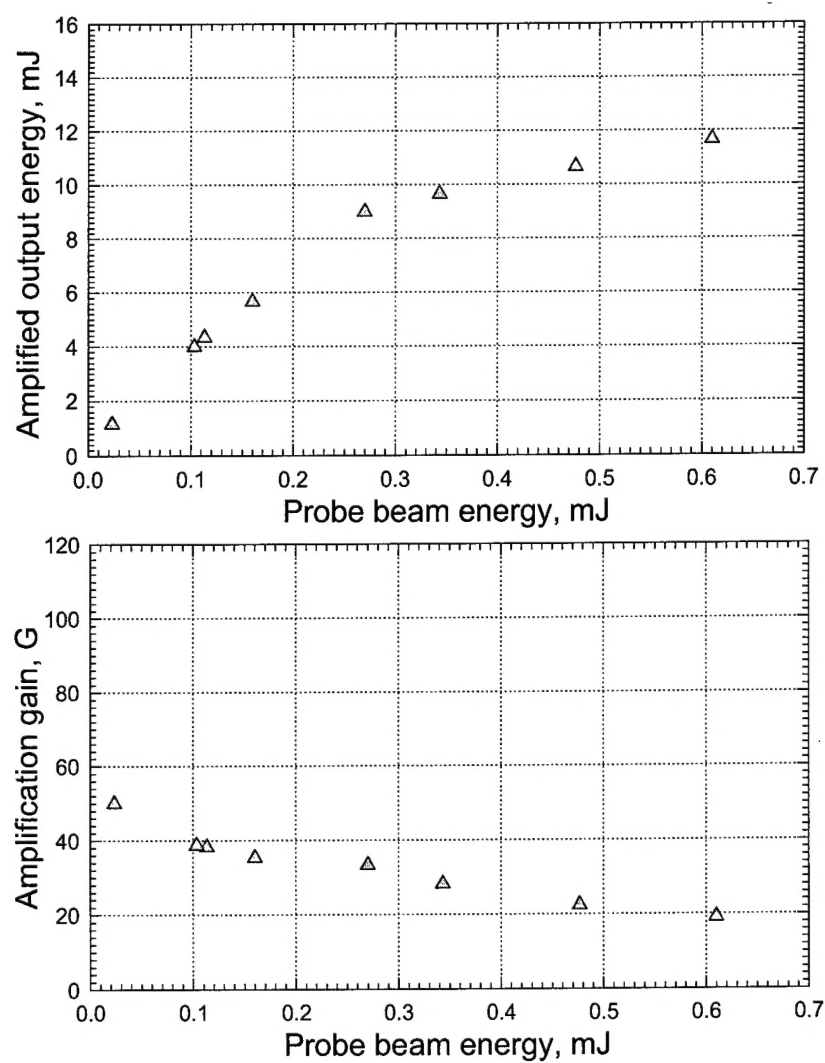 16
14
12
10
8
6
4
2
0
Amplified output energy, mJ
0.0 0.1 0.2 0.3 0.4 0.5 0.6 0.7
Probe beam energy, mJ
120
100
80
60
40
20
0
Amplification gain, G
0.0 0.1 0.2 0.3 0.4 0.5 0.6 0.7
Probe beam energy, mJ